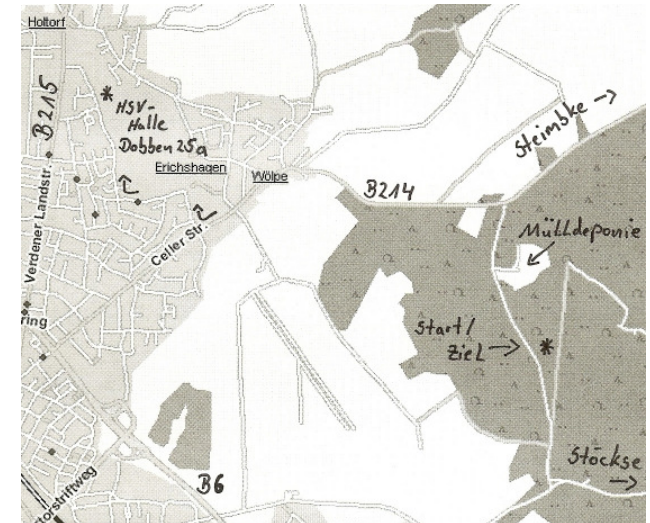 Holtorf
B215
HSV-
Halle
Dobben 25a
Erichshagen
Wölpe
Steimbke →
B214
Mülldeponie
Verdener Landstr.
Celler Str.
Start/
Ziel →
ring
B6
torstriftweg
Stöckse
→